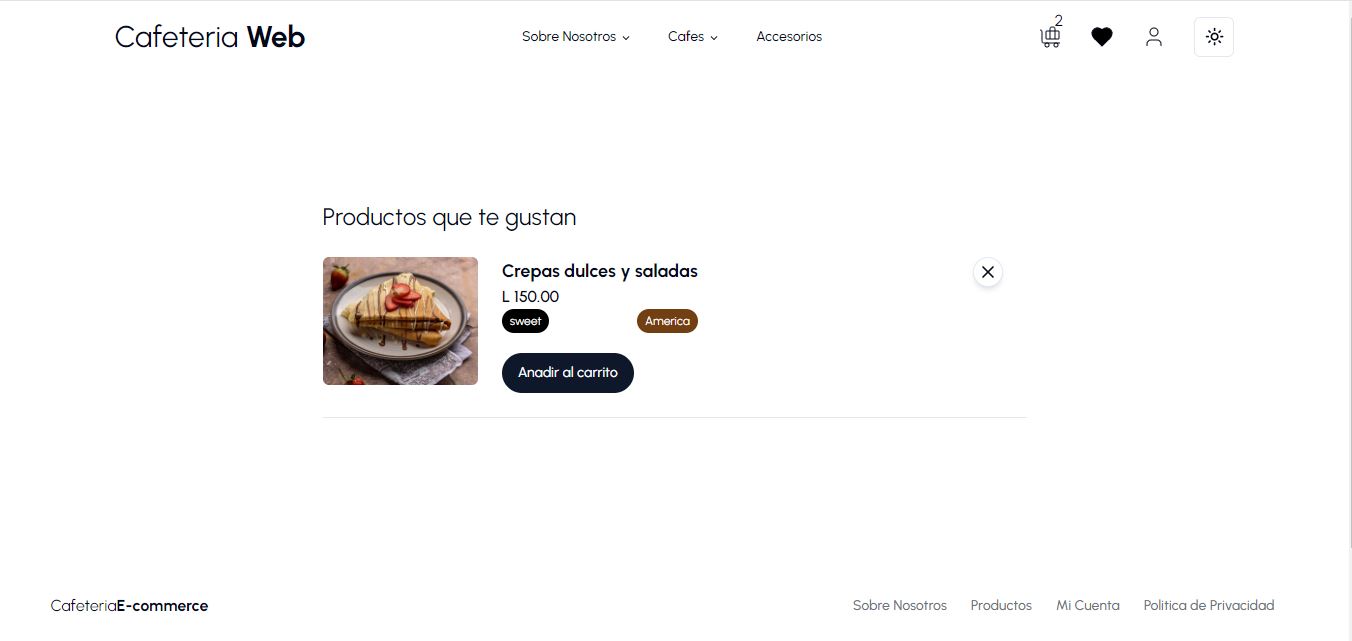 Cafeteria Web
Sobre Nosotros
Cafes
Accesorios
2
Productos que te gustan
Crepas dulces y saladas
L 150.00
sweet
America
Anadir al carrito
CafeteriaE-commerce
Sobre Nosotros
Productos
Mi Cuenta
Politica de Privacidad